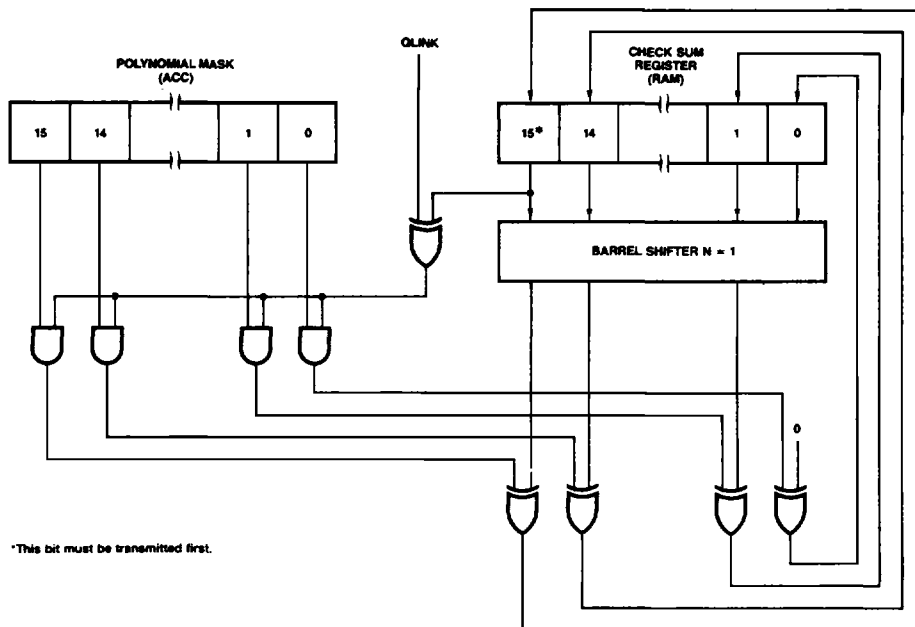 QLINK
POLYNOMIAL MASK
(ACC)
CHECK SUM
REGISTER
(RAM)
15 14 1 0
15* 14 1 0
BARREL SHIFTER N = 1
0
*This bit must be transmitted first.